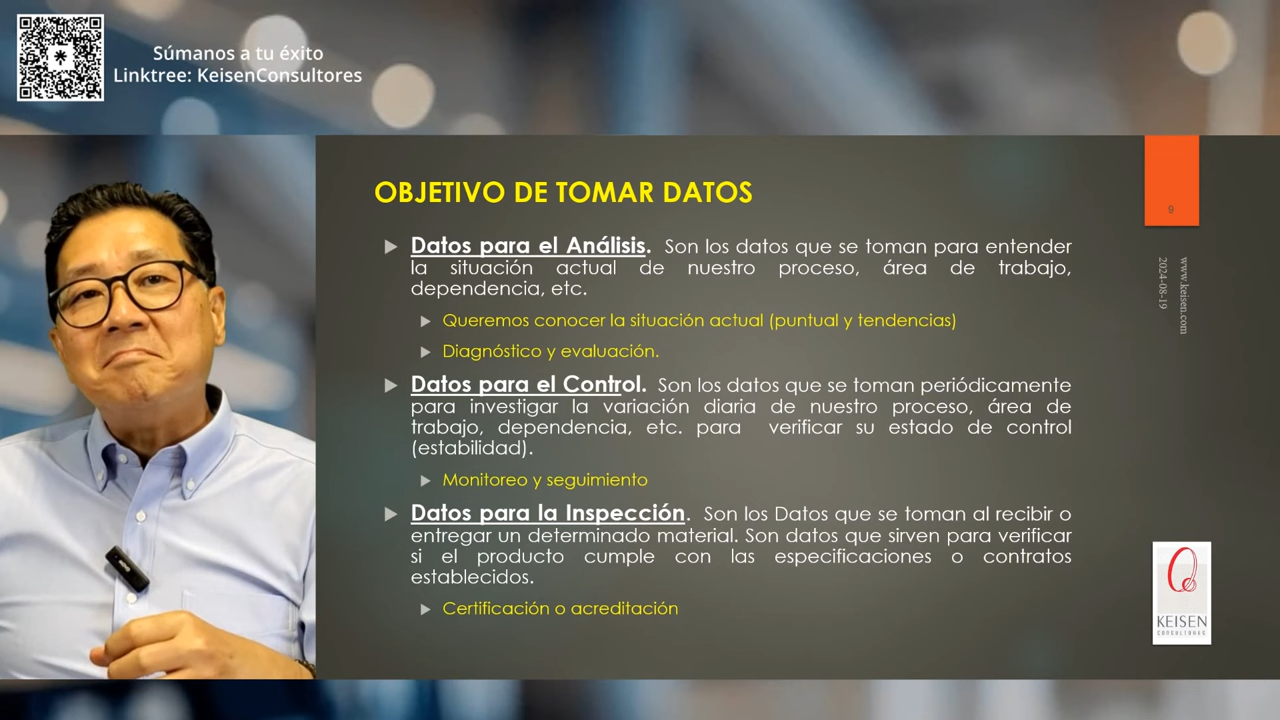 Súmanos a tu éxito
Linktree: KeisenConsultores
OBJETIVO DE TOMAR DATOS
9
www.keisen.com
2024-08-19
Datos para el Análisis. Son los datos que se toman para entender
la situación actual de nuestro proceso, área de trabajo,
dependencia, etc.
Queremos conocer la situación actual (puntual y tendencias)
Diagnóstico y evaluación.
Datos para el Control. Son los datos que se toman periódicamente
para investigar la variación diaria de nuestro proceso, área de
trabajo, dependencia, etc. para verificar su estado de control
(estabilidad).
Monitoreo y seguimiento
Datos para la Inspección. Son los Datos que se toman al recibir o
entregar un determinado material. Son datos que sirven para verificar
si el producto cumple con las especificaciones o contratos
establecidos.
Certificación o acreditación
KEISEN
CONSULTORES